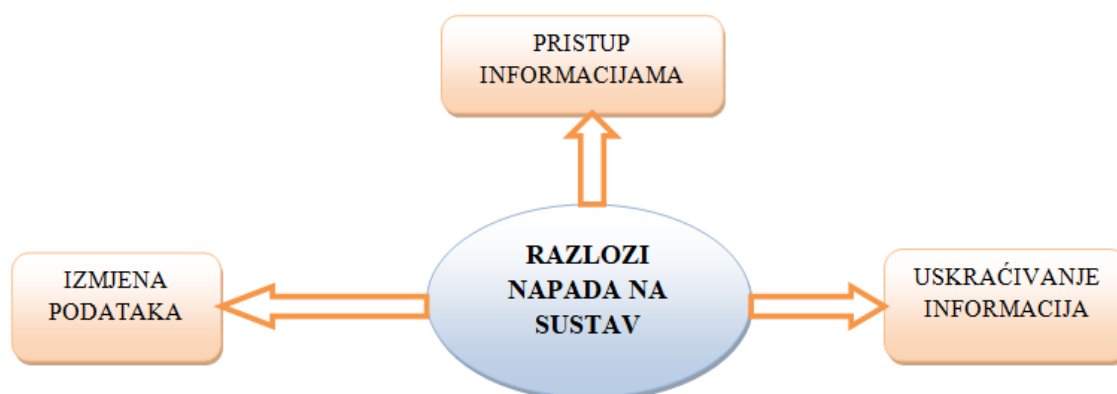 PRISTUP
INFORMACIJAMA
RAZLOZI
NAPADA NA
SUSTAV
IZMJENA
PODATAKA
USKRAĆIVANJE
INFORMACIJA